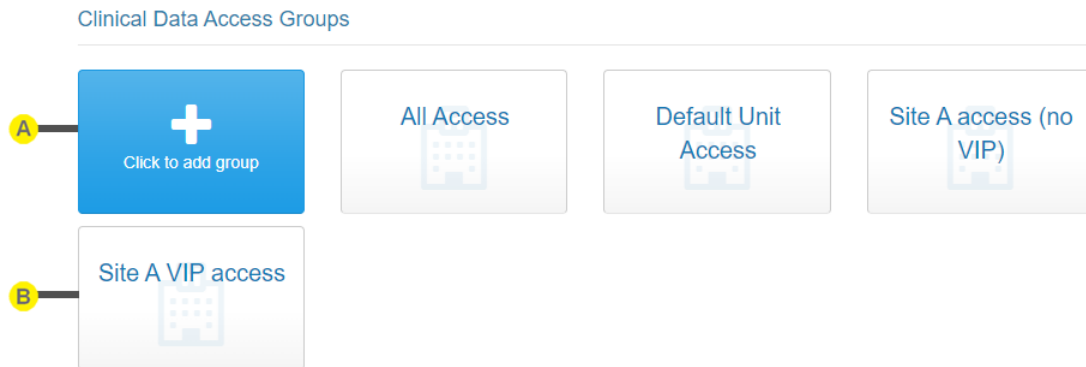 Clinical Data Access Groups
A
Click to add group
All Access
Default Unit
Access
Site A access (no
VIP)
B
Site A VIP access